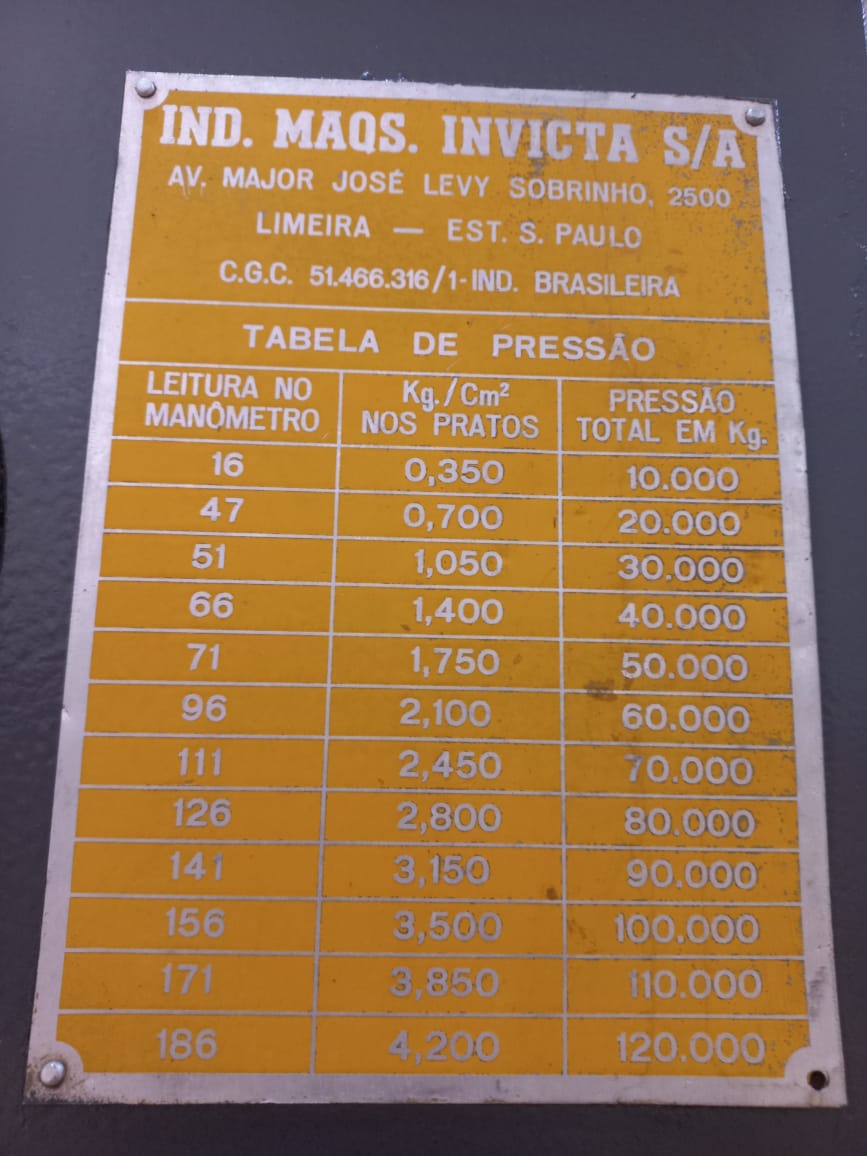 IND. MAQS. INVICTA S/A
AV. MAJOR JOSÉ LEVY SOBRINHO, 2500
LIMEIRA — EST. S. PAULO
C.G.C. 51.466.316/1-IND. BRASILEIRA
TABELA DE PRESSÃO
LEITURA NO MANÔMETRO Kg./Cm² NOS PRATOS PRESSÃO TOTAL EM Kg.
16 0,350 10.000
47 0,700 20.000
51 1,050 30.000
66 1,400 40.000
71 1,750 50.000
96 2,100 60.000
111 2,450 70.000
126 2,800 80.000
141 3,150 90.000
156 3,500 100.000
171 3,850 110.000
186 4,200 120.000